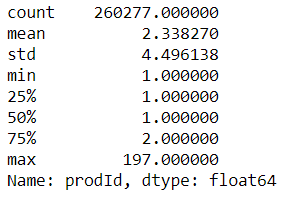 count    260277.000000
mean          2.338270
std           4.496138
min           1.000000
25%           1.000000
50%           1.000000
75%           2.000000
max         197.000000
Name: prodId, dtype: float64